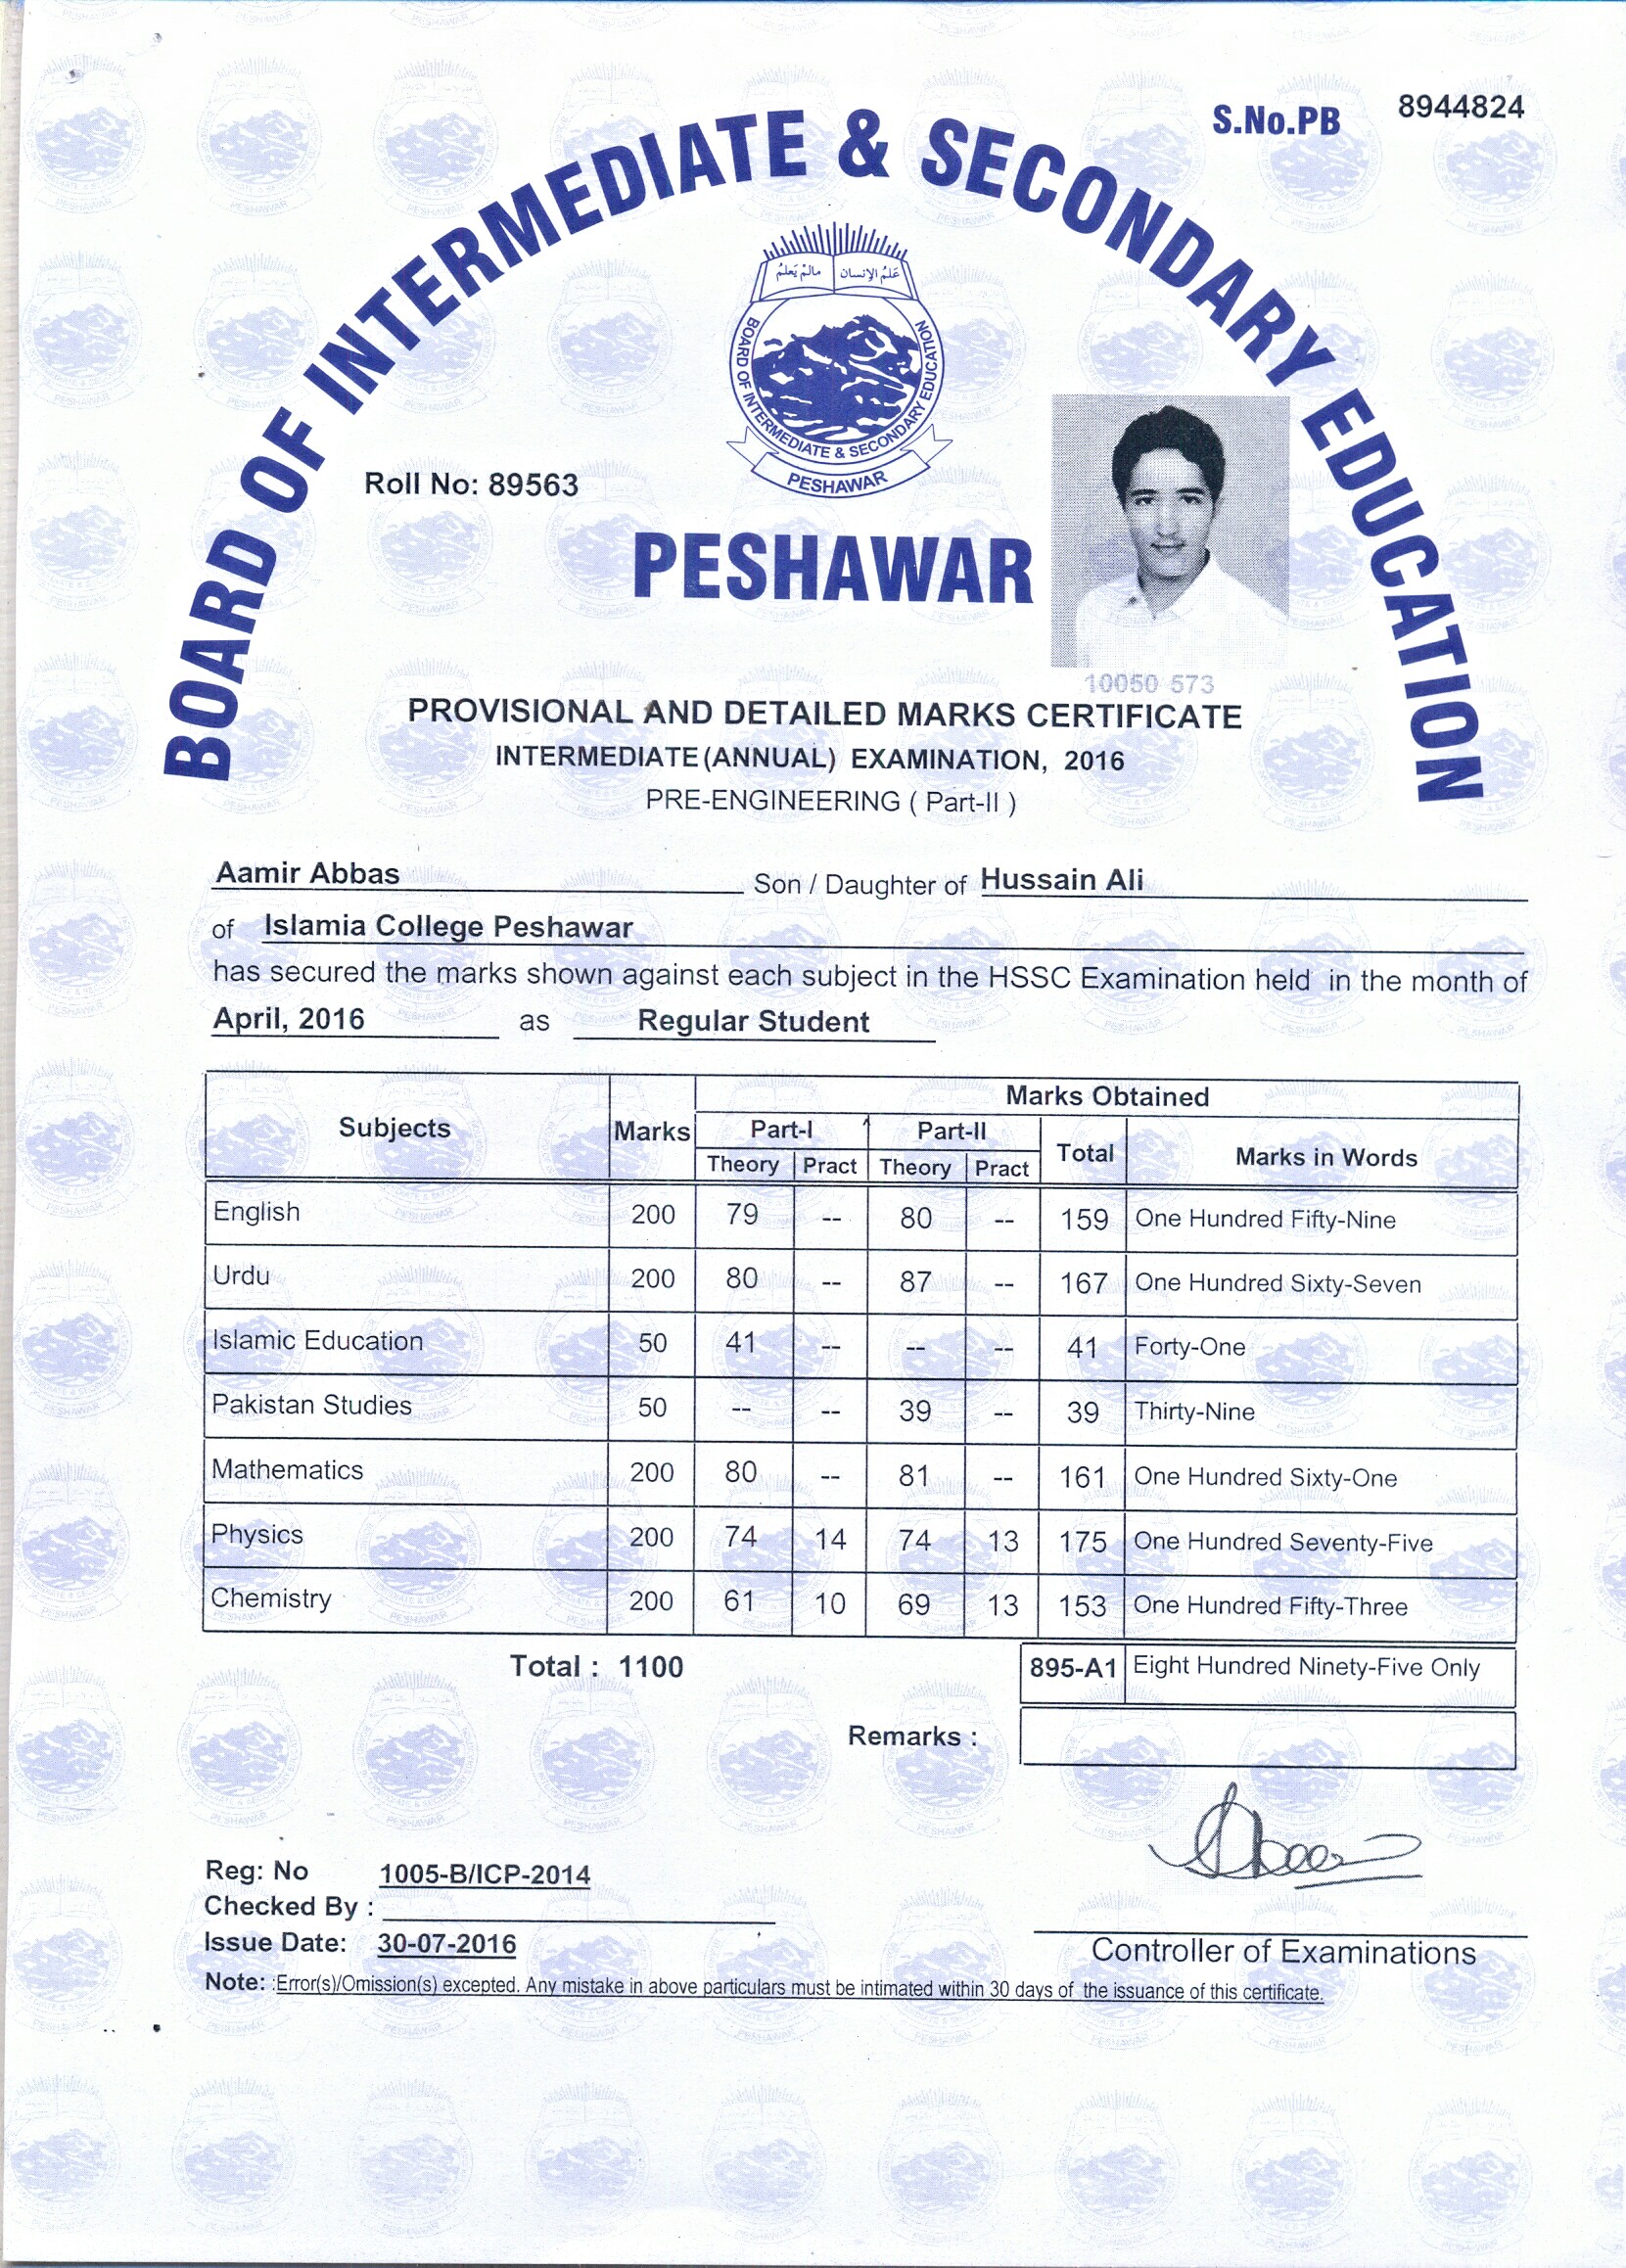 S.No.PB 8944824
BOARD OF INTERMEDIATE & SECONDARY EDUCATION
علم الإنسان مالم يعلم
BOARD OF INTERMEDIATE & SECONDARY EDUCATION
PESHAWAR
Roll No: 89563
PESHAWAR
10050 573
PROVISIONAL AND DETAILED MARKS CERTIFICATE
INTERMEDIATE (ANNUAL) EXAMINATION, 2016
PRE-ENGINEERING ( Part-II )
Aamir Abbas Son / Daughter of Hussain Ali
of Islamia College Peshawar
has secured the marks shown against each subject in the HSSC Examination held in the month of
April, 2016 as Regular Student
Marks Obtained
Subjects Marks Part-I Part-II Total Marks in Words
Theory Pract Theory Pract
English 200 79 -- 80 -- 159 One Hundred Fifty-Nine
Urdu 200 80 -- 87 -- 167 One Hundred Sixty-Seven
Islamic Education 50 41 -- -- -- 41 Forty-One
Pakistan Studies 50 -- -- 39 -- 39 Thirty-Nine
Mathematics 200 80 -- 81 -- 161 One Hundred Sixty-One
Physics 200 74 14 74 13 175 One Hundred Seventy-Five
Chemistry 200 61 10 69 13 153 One Hundred Fifty-Three
Total : 1100 895-A1 Eight Hundred Ninety-Five Only
Remarks :
Reg: No 1005-B/ICP-2014
Checked By :
Issue Date: 30-07-2016
Controller of Examinations
Note: :Error(s)/Omission(s) excepted. Any mistake in above particulars must be intimated within 30 days of the issuance of this certificate.